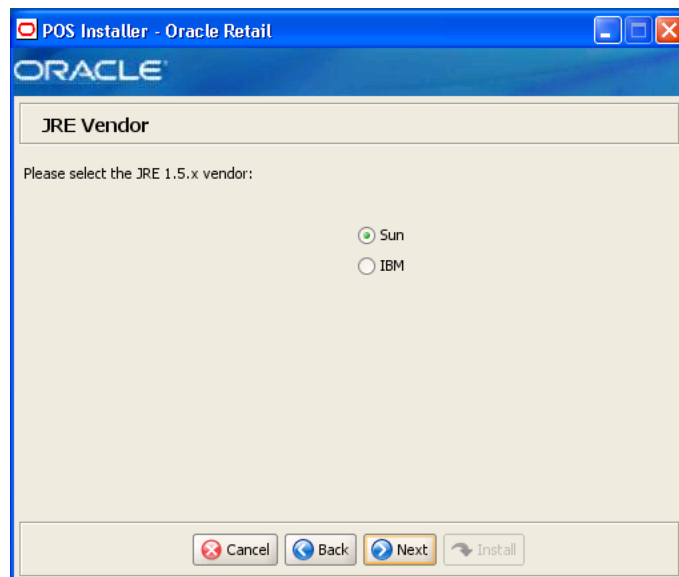 POS Installer - Oracle Retail
ORACLE
JRE Vendor
Please select the JRE 1.5.x vendor:
Sun
IBM
Cancel Back Next Install